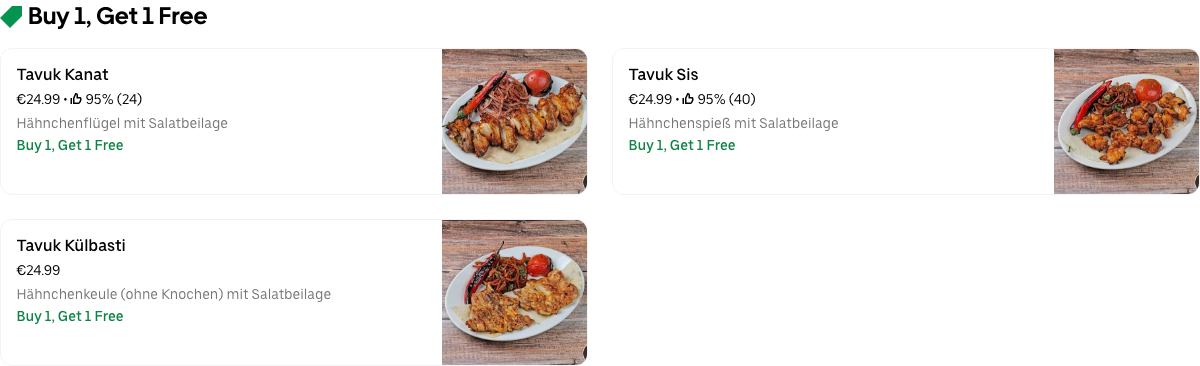 Buy 1, Get 1 Free
Tavuk Kanat
€24.99 • 95% (24)
Hähnchenflügel mit Salatbeilage
Buy 1, Get 1 Free
Tavuk Sis
€24.99 • 95% (40)
Hähnchenspieß mit Salatbeilage
Buy 1, Get 1 Free
Tavuk Külbasti
€24.99
Hähnchenkeule (ohne Knochen) mit Salatbeilage
Buy 1, Get 1 Free